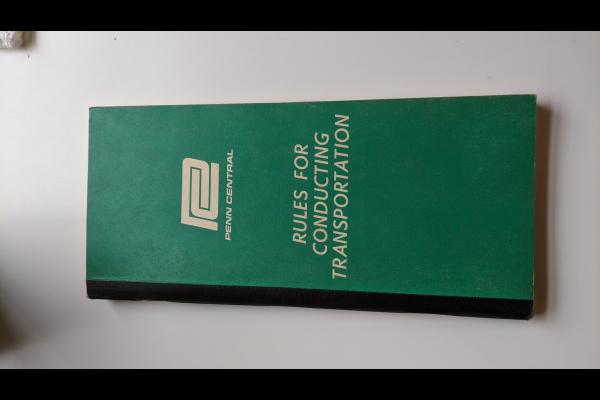 PENN CENTRAL
RULES FOR
CONDUCTING
TRANSPORTATION